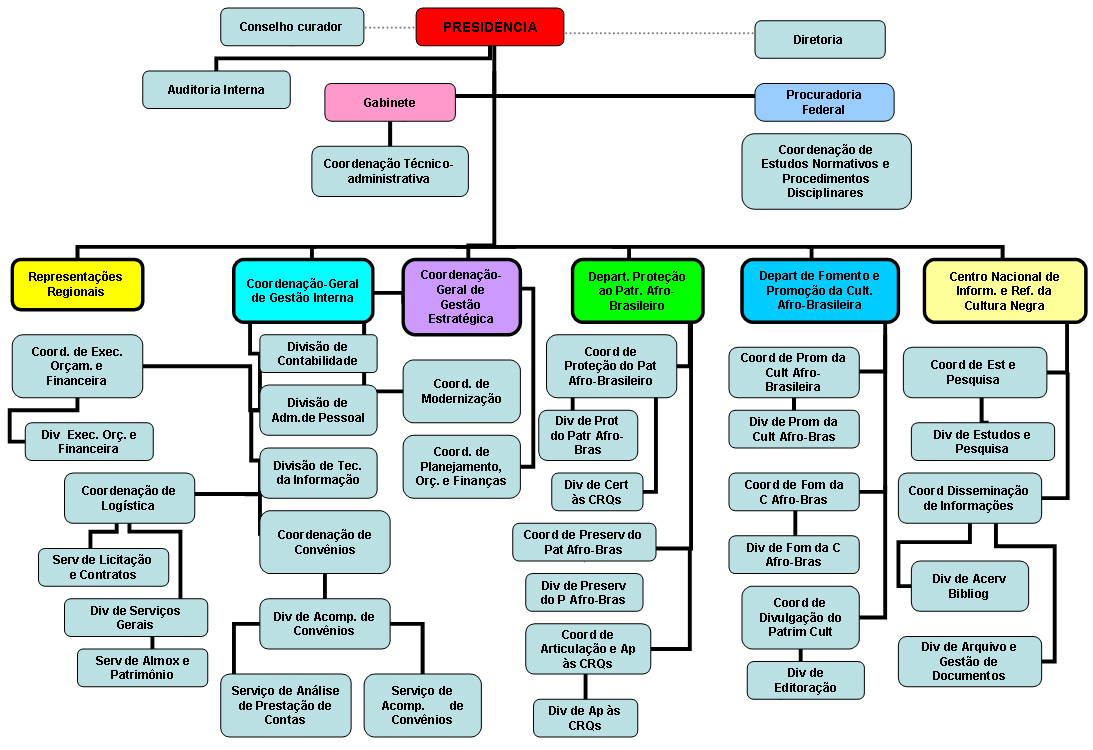 Conselho curador
PRESIDENCIA
Diretoria
Auditoria Interna
Gabinete
Procuradoria
Federal
Coordenação Técnico-
administrativa
Coordenação de
Estudos Normativos e
Procedimentos
Disciplinares
Representações
Regionais
Coordenação-Geral
de Gestão Interna
Coordenação-
Geral de
Gestão
Estratégica
Depart. Proteção
ao Patr. Afro-
Brasileiro
Depart de Fomento e
Promoção da Cult.
Afro-Brasileira
Centro Nacional de
Inform. e Ref. da
Cultura Negra
Coord. de Exec.
Orçam. e
Financeira
Div Exec. Orç. e
Financeira
Coordenação de
Logística
Serv de Licitação
e Contratos
Div de Serviços
Gerais
Serv de Almox e
Patrimônio
Divisão de
Contabilidade
Divisão de
Adm.de Pessoal
Divisão de Tec.
da Informação
Coordenação de
Convênios
Div de Acomp. de
Convênios
Serviço de Análise
de Prestação de
Contas
Serviço de
Acomp. de
Convênios
Coord. de
Modernização
Coord. de
Planejamento,
Orç. e Finanças
Coord de
Proteção do Pat
Afro-Brasileiro
Div de Prot
do Patr Afro-
Bras
Div de Cert
às CRQs
Coord de Preserv do
Pat Afro-Bras
Div de Preserv
do P Afro-Bras
Coord de
Articulação e Ap
às CRQs
Div de Ap às
CRQs
Coord de Prom da
Cult Afro-
Brasileira
Div de Prom da
Cult Afro-Bras
Coord de Fom da
C Afro-Bras
Div de Fom da C
Afro-Bras
Coord de
Divulgação do
Patrim Cult
Div de
Editoração
Coord de Est e
Pesquisa
Div de Estudos e
Pesquisa
Coord Disseminação
de Informações
Div de Acerv
Bibliog
Div de Arquivo e
Gestão de
Documentos